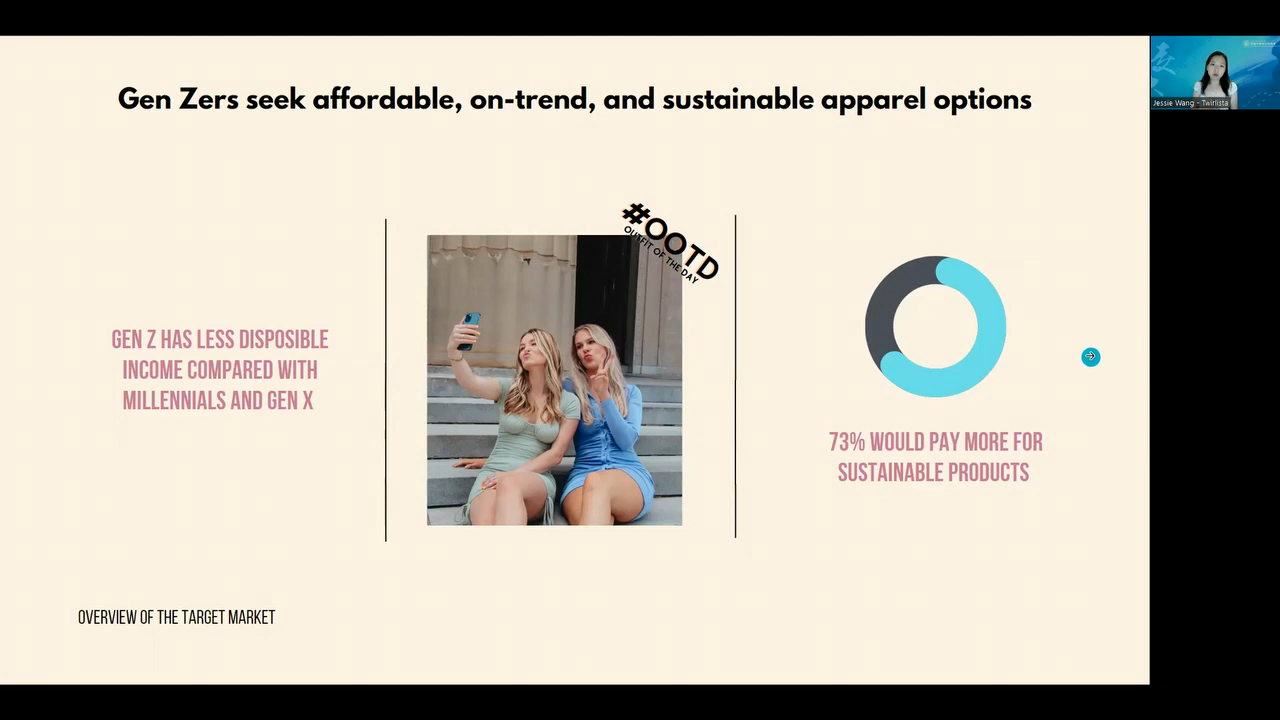 Gen Zers seek affordable, on-trend, and sustainable apparel options
GEN Z HAS LESS DISPOSIBLE
INCOME COMPARED WITH
MILLENNIALS AND GEN X
#OOTD
OUTFIT OF THE DAY
73% WOULD PAY MORE FOR
SUSTAINABLE PRODUCTS
OVERVIEW OF THE TARGET MARKET
Jessie Wang - Twirlista